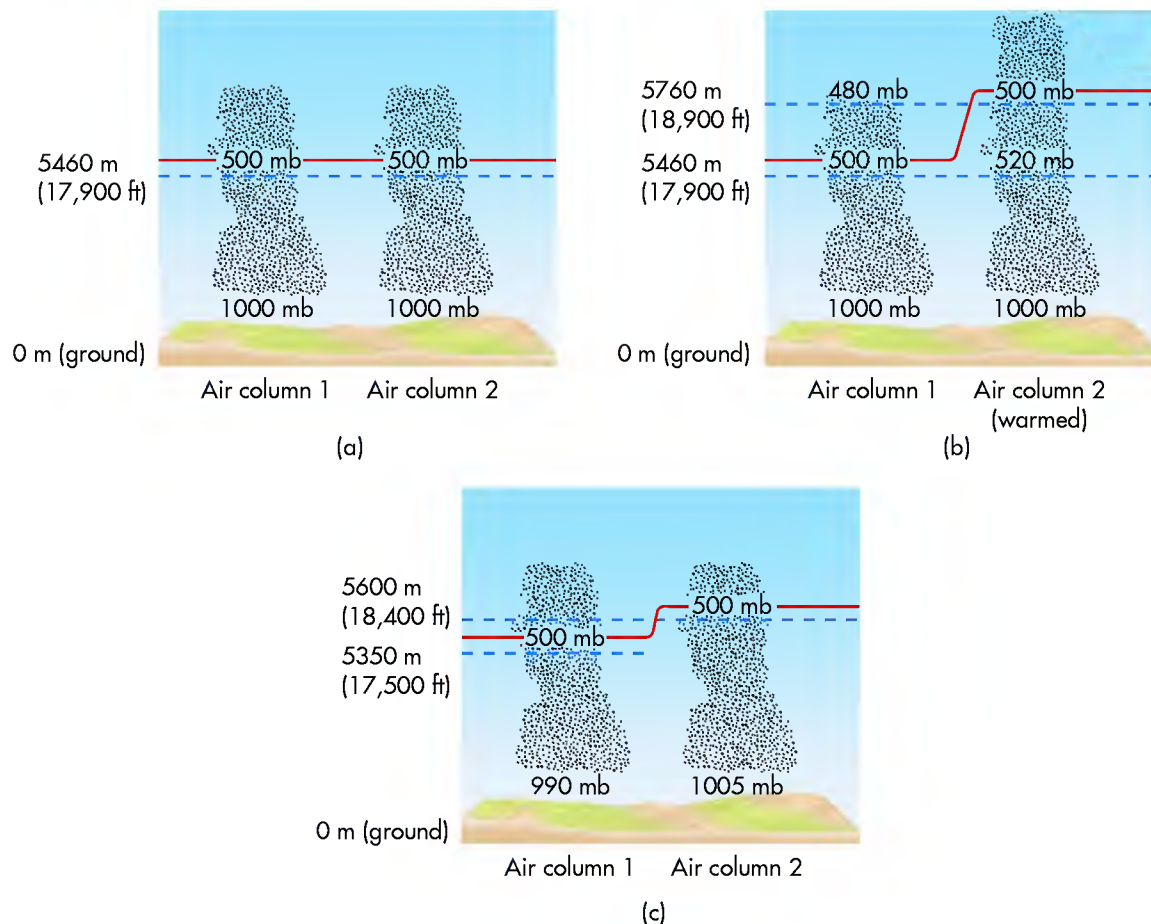 5460 m
(17,900 ft)
500 mb
500 mb
1000 mb
1000 mb
0 m (ground)
Air column 1
Air column 2
(a)
5760 m
(18,900 ft)
480 mb
500 mb
5460 m
(17,900 ft)
500 mb
520 mb
1000 mb
1000 mb
0 m (ground)
Air column 1
Air column 2
(warmed)
(b)
5600 m
(18,400 ft)
500 mb
500 mb
5350 m
(17,500 ft)
990 mb
1005 mb
0 m (ground)
Air column 1
Air column 2
(c)